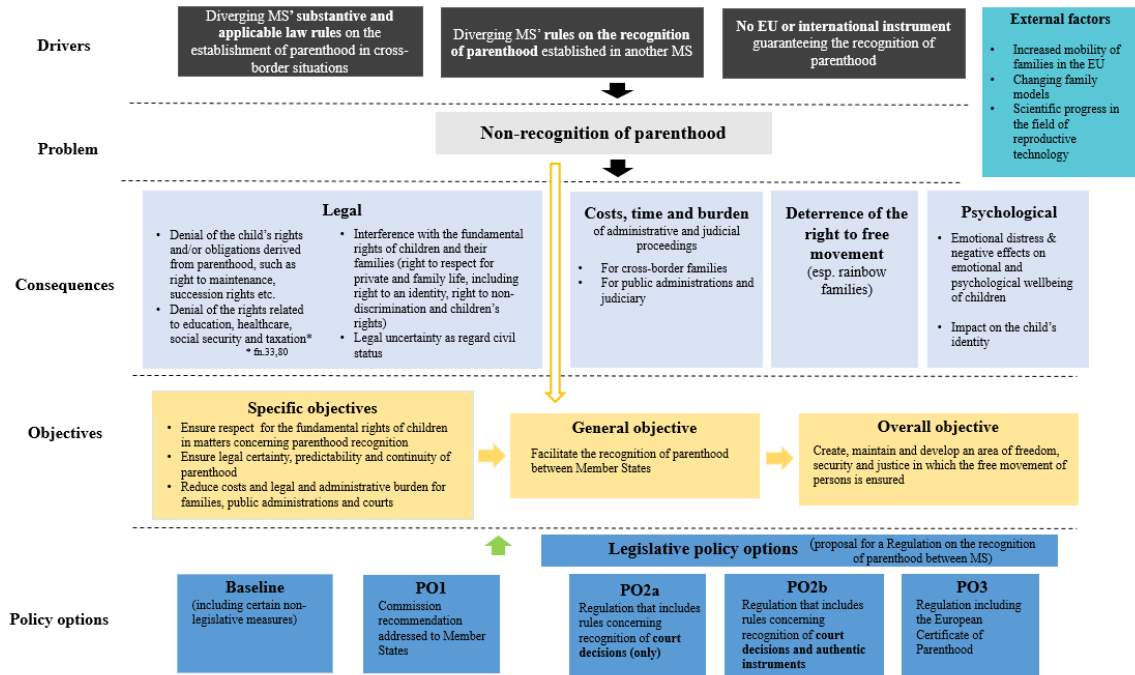 Drivers
Diverging MS’ substantive and
applicable law rules on the
establishment of parenthood in cross-
border situations
Diverging MS’ rules on the recognition
of parenthood established in another MS
No EU or international instrument
guaranteeing the recognition of
parenthood
External factors
• Increased mobility of
families in the EU
• Changing family
models
• Scientific progress in
the field of
reproductive
technology
Problem
Non-recognition of parenthood
Consequences
Legal
• Denial of the child’s rights
and/or obligations derived
from parenthood, such as
right to maintenance,
succession rights etc.
• Denial of the rights related
to education, healthcare,
social security and taxation*
* fn.33,80
• Interference with the fundamental
rights of children and their
families (right to respect for
private and family life, including
right to an identity, right to non-
discrimination and children’s
rights)
• Legal uncertainty as regard civil
status
Costs, time and burden
of administrative and judicial
proceedings
• For cross-border families
• For public administrations and
judiciary
Deterrence of the
right to free
movement
(esp. rainbow
families)
Psychological
• Emotional distress &
negative effects on
emotional and
psychological wellbeing
of children
• Impact on the child’s
identity
Objectives
Specific objectives
• Ensure respect for the fundamental rights of children
in matters concerning parenthood recognition
• Ensure legal certainty, predictability and continuity of
parenthood
• Reduce costs and legal and administrative burden for
families, public administrations and courts
General objective
Facilitate the recognition of parenthood
between Member States
Overall objective
Create, maintain and develop an area of freedom,
security and justice in which the free movement of
persons is ensured
Legislative policy options (proposal for a Regulation on the recognition
of parenthood between MS)
Policy options
Baseline
(including certain non-
legislative measures)
PO1
Commission
recommendation
addressed to Member
States
PO2a
Regulation that includes
rules concerning
recognition of court
decisions (only)
PO2b
Regulation that includes
rules concerning
recognition of court
decisions and authentic
instruments
PO3
Regulation including
the European
Certificate of
Parenthood